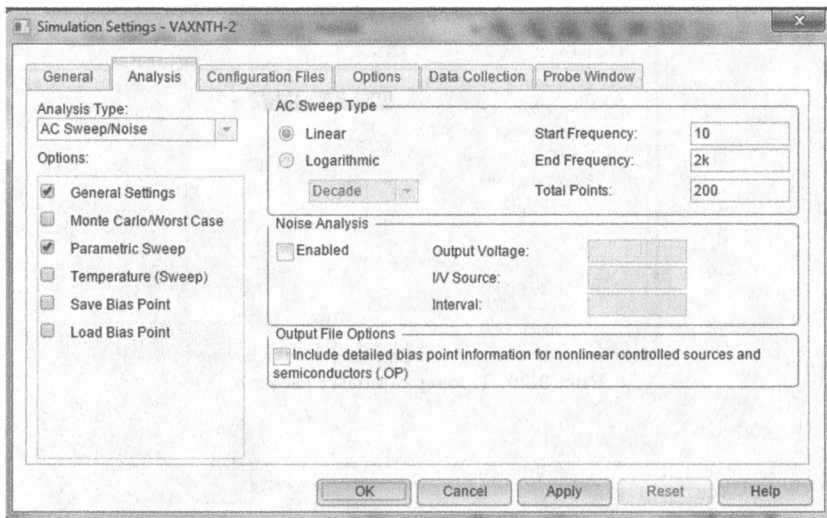 Simulation Settings - VAXNTH-2
General
Analysis
Configuration Files
Options
Data Collection
Probe Window
Analysis Type:
AC Sweep/Noise
Options:
General Settings
Monte Carlo/Worst Case
Parametric Sweep
Temperature (Sweep)
Save Bias Point
Load Bias Point
AC Sweep Type
Linear
Logarithmic
Decade
Start Frequency:
10
End Frequency:
2k
Total Points:
200
Noise Analysis
Enabled
Output Voltage:
I/V Source:
Interval:
Output File Options
Include detailed bias point information for nonlinear controlled sources and
semiconductors (.OP)
OK
Cancel
Apply
Reset
Help